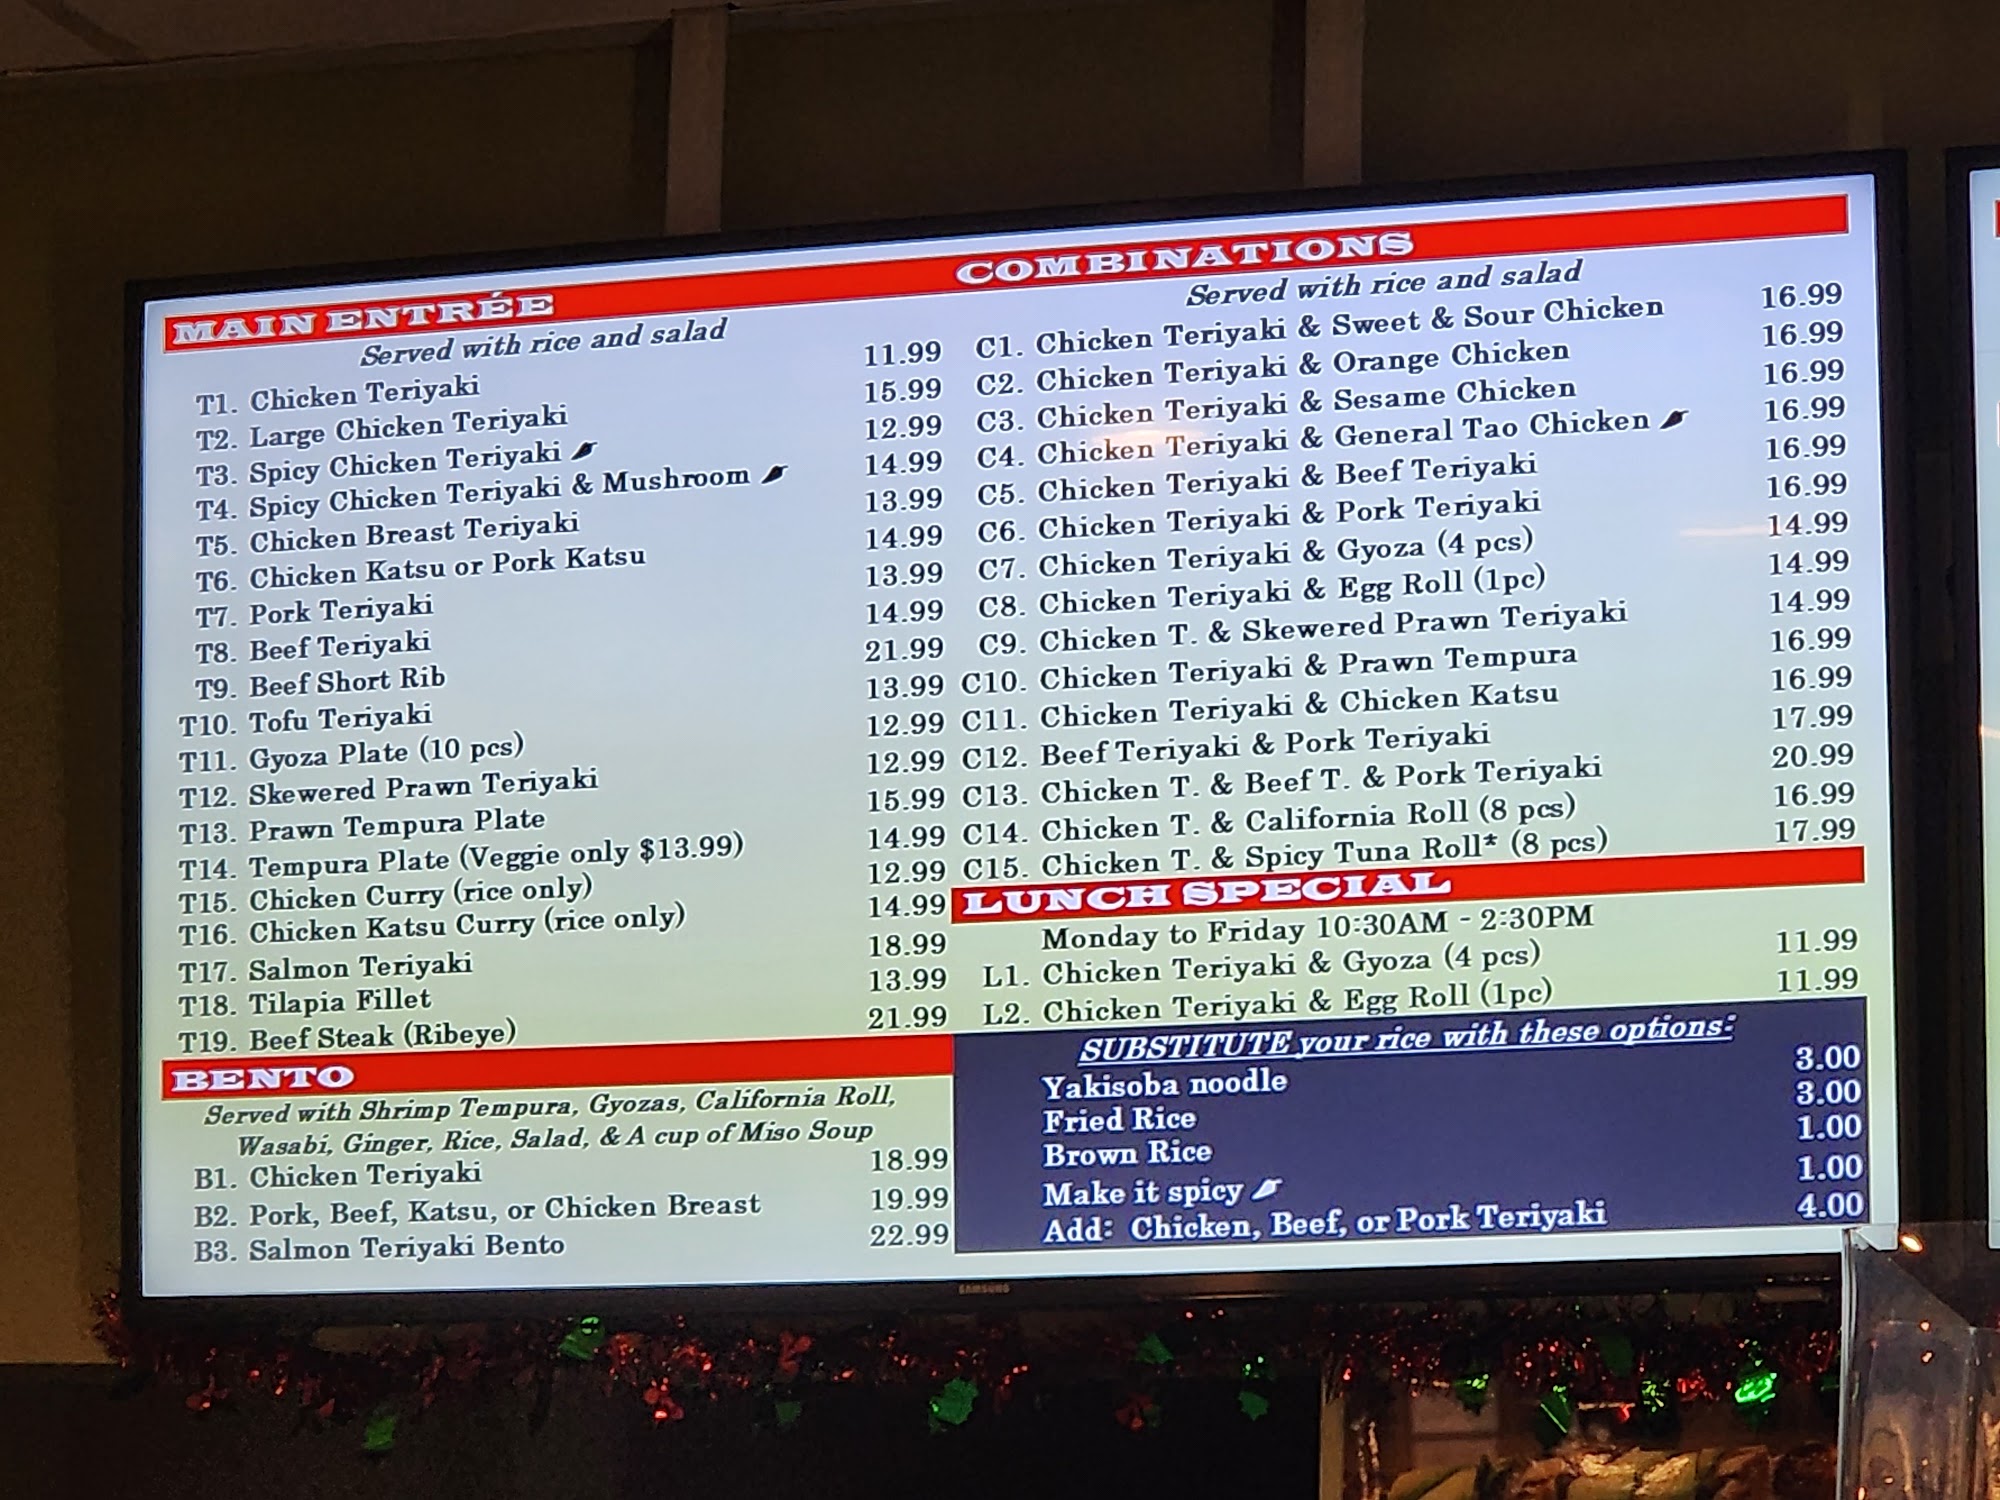 MAIN ENTRÉE
Served with rice and salad
T1. Chicken Teriyaki 11.99
T2. Large Chicken Teriyaki 15.99
T3. Spicy Chicken Teriyaki 12.99
T4. Spicy Chicken Teriyaki & Mushroom 14.99
T5. Chicken Breast Teriyaki 13.99
T6. Chicken Katsu or Pork Katsu 14.99
T7. Pork Teriyaki 13.99
T8. Beef Teriyaki 14.99
T9. Beef Short Rib 21.99
T10. Tofu Teriyaki 13.99
T11. Gyoza Plate (10 pcs) 12.99
T12. Skewered Prawn Teriyaki 12.99
T13. Prawn Tempura Plate 15.99
T14. Tempura Plate (Veggie only $13.99) 14.99
T15. Chicken Curry (rice only) 12.99
T16. Chicken Katsu Curry (rice only) 14.99
T17. Salmon Teriyaki 18.99
T18. Tilapia Fillet 13.99
T19. Beef Steak (Ribeye) 21.99
BENTO
Served with Shrimp Tempura, Gyozas, California Roll,
Wasabi, Ginger, Rice, Salad, & A cup of Miso Soup
B1. Chicken Teriyaki 18.99
B2. Pork, Beef, Katsu, or Chicken Breast 19.99
B3. Salmon Teriyaki Bento 22.99
COMBINATIONS
Served with rice and salad
C1. Chicken Teriyaki & Sweet & Sour Chicken 16.99
C2. Chicken Teriyaki & Orange Chicken 16.99
C3. Chicken Teriyaki & Sesame Chicken 16.99
C4. Chicken Teriyaki & General Tao Chicken 16.99
C5. Chicken Teriyaki & Beef Teriyaki 16.99
C6. Chicken Teriyaki & Pork Teriyaki 16.99
C7. Chicken Teriyaki & Gyoza (4 pcs) 14.99
C8. Chicken Teriyaki & Egg Roll (1pc) 14.99
C9. Chicken T. & Skewered Prawn Teriyaki 14.99
C10. Chicken Teriyaki & Prawn Tempura 16.99
C11. Chicken Teriyaki & Chicken Katsu 16.99
C12. Beef Teriyaki & Pork Teriyaki 17.99
C13. Chicken T. & Beef T. & Pork Teriyaki 20.99
C14. Chicken T. & California Roll (8 pcs) 16.99
C15. Chicken T. & Spicy Tuna Roll* (8 pcs) 17.99
LUNCH SPECIAL
Monday to Friday 10:30AM - 2:30PM
L1. Chicken Teriyaki & Gyoza (4 pcs) 11.99
L2. Chicken Teriyaki & Egg Roll (1pc) 11.99
SUBSTITUTE your rice with these options:
Yakisoba noodle 3.00
Fried Rice 3.00
Brown Rice 1.00
Make it spicy 1.00
Add: Chicken, Beef, or Pork Teriyaki 4.00
SAMSUNG